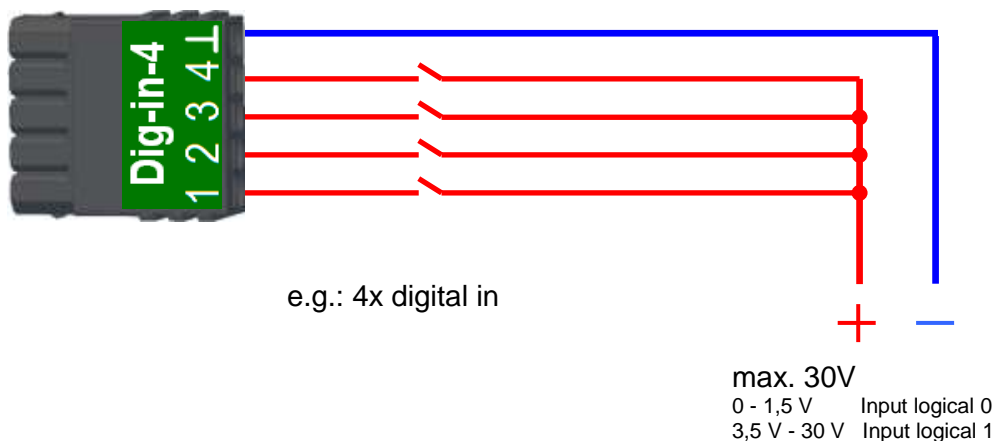 Dig-in-4
1 2 3 4 ⊥
e.g.: 4x digital in
+ −
max. 30V
0 - 1,5 V Input logical 0
3,5 V - 30 V Input logical 1